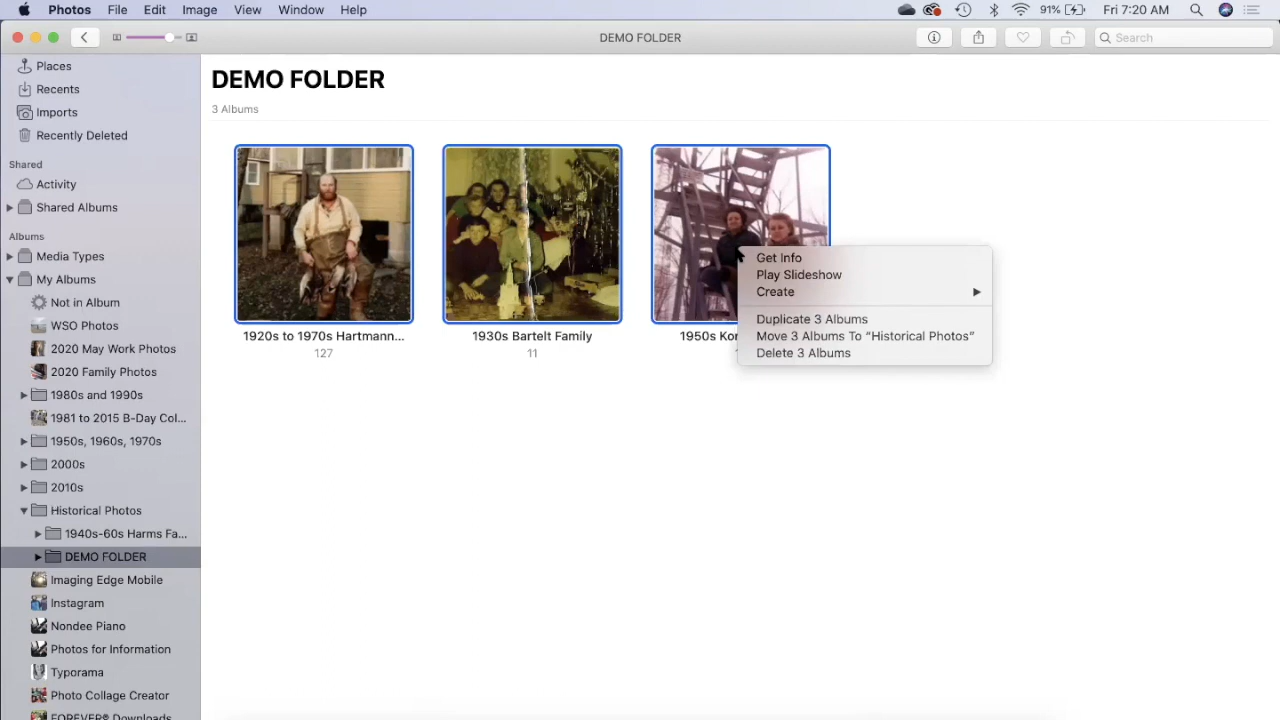 Photos File Edit Image View Window Help 91% Fri 7:20 AM
DEMO FOLDER Search
Places
Recents
Imports
Recently Deleted
Shared
Activity
Shared Albums
Albums
Media Types
My Albums
Not in Album
WSO Photos
2020 May Work Photos
2020 Family Photos
1980s and 1990s
1981 to 2015 B-Day Col...
1950s, 1960s, 1970s
2000s
2010s
Historical Photos
1940s-60s Harms Fa...
DEMO FOLDER
Imaging Edge Mobile
Instagram
Nondee Piano
Photos for Information
Typorama
Photo Collage Creator
FOREVER® Downloads
DEMO FOLDER
3 Albums
1920s to 1970s Hartmann...
127
1930s Bartelt Family
11
1950s Kor
Get Info
Play Slideshow
Create
Duplicate 3 Albums
Move 3 Albums To “Historical Photos”
Delete 3 Albums